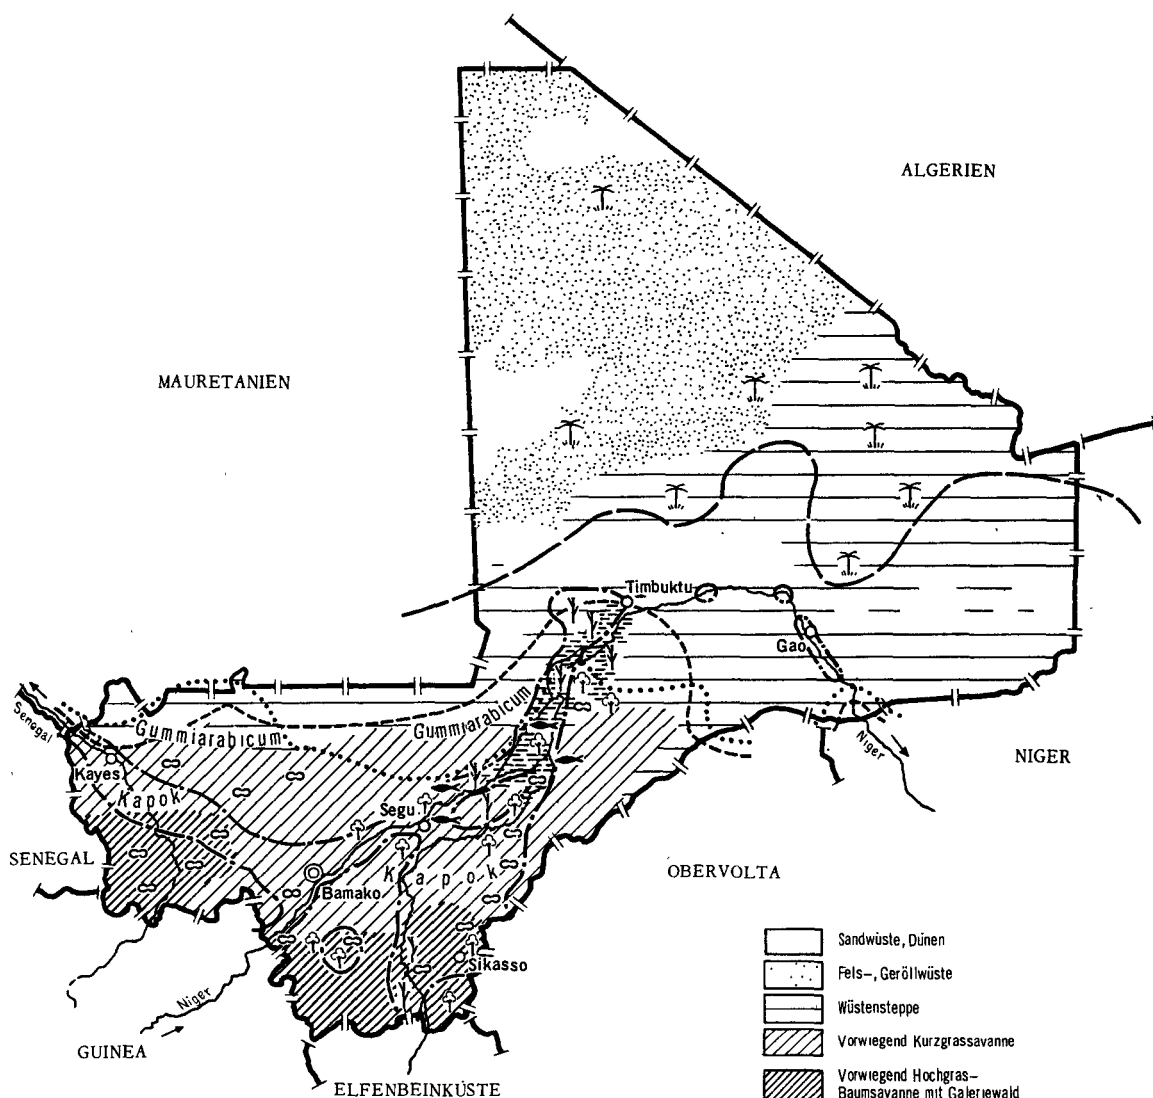 ALGERIEN
MAURETANIEN
Timbuktu
Gao
Senegal
Gummiarabicum
Gummiarabicum
Niger
NIGER
Kayes
Kapok
Segu
SENEGAL
OBERVOLTA
Kapok
Bamako
Sikasso
Niger
GUINEA
ELFENBEINKÜSTE
Sandwüste, Dünen
Fels-, Geröllwüste
Wüstensteppe
Vorwiegend Kurzgrassavanne
Vorwiegend Hochgras-
Baumsavanne mit Galeriewald